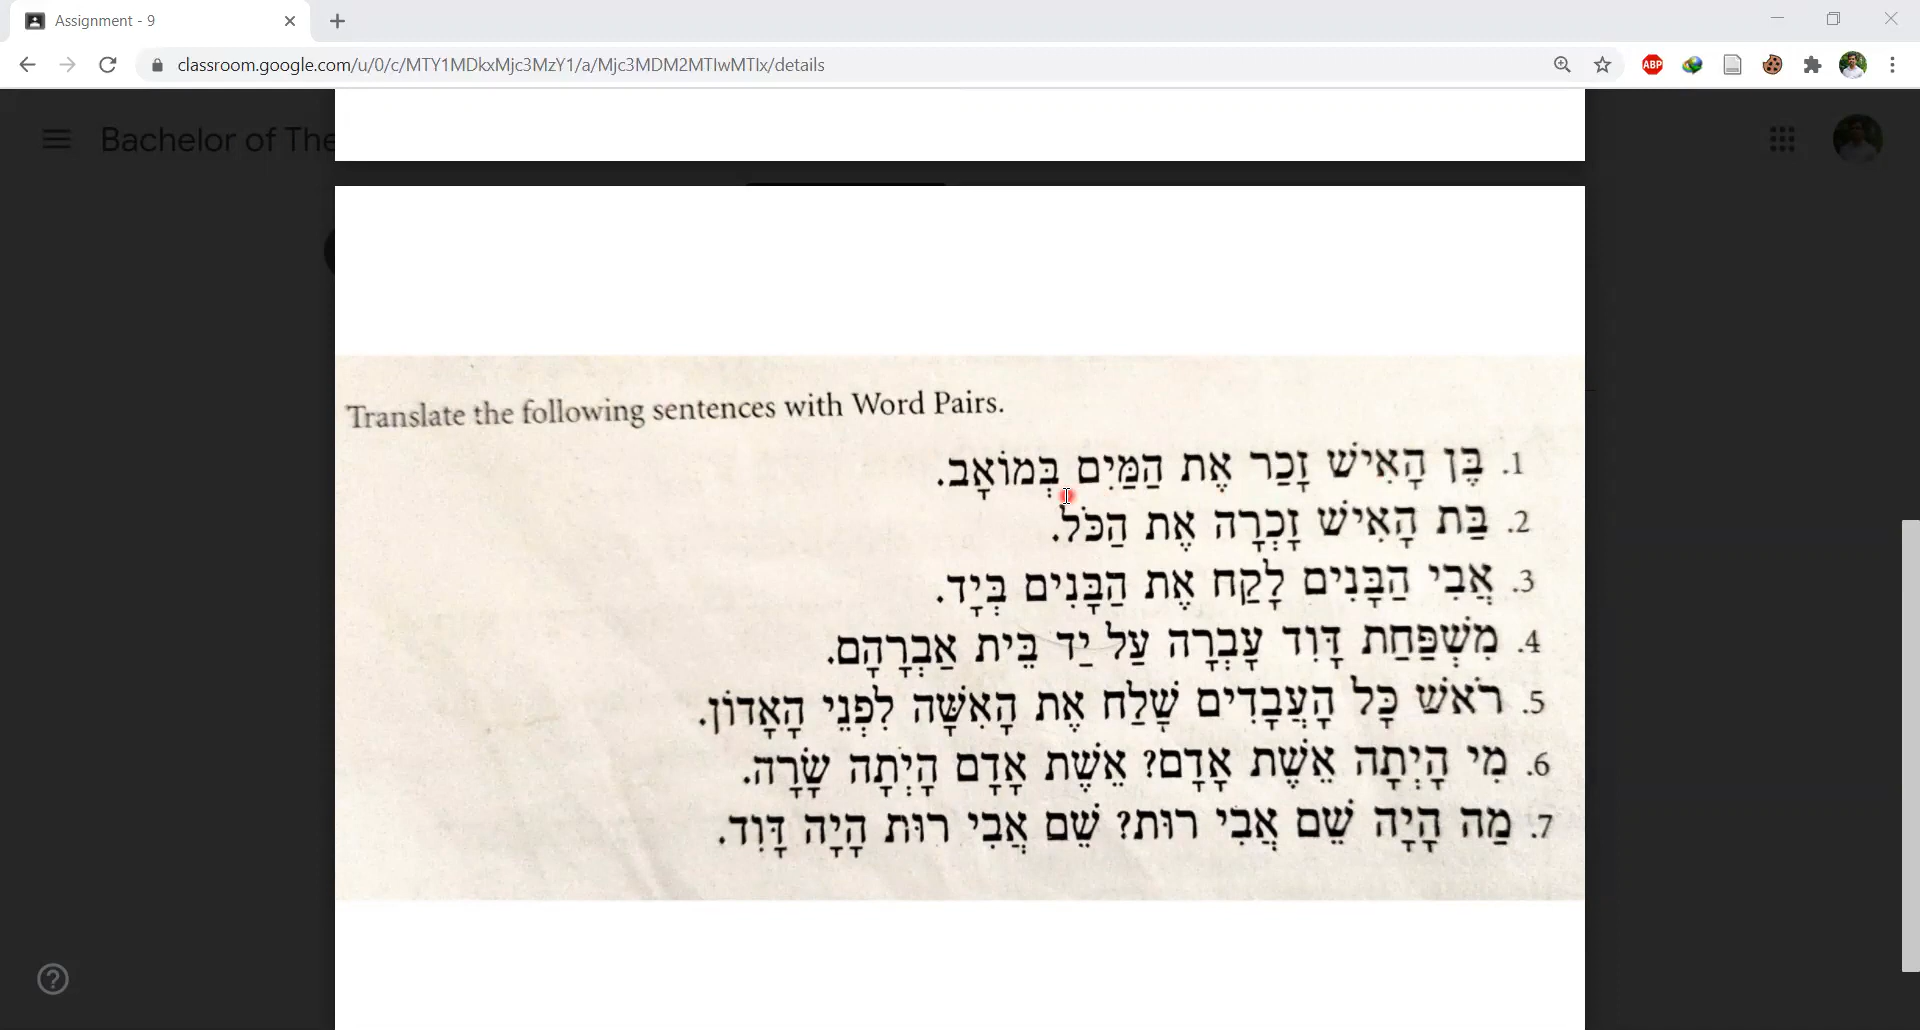 Assignment - 9
classroom.google.com/u/0/c/MTY1MDkxMjc3MzY1/a/Mjc3MDM2MTIwMTIx/details
ABP
Bachelor of The
Translate the following sentences with Word Pairs.
1. בֶּן הָאִישׁ זָכַר אֶת הַמַּיִם בְּמוֹאָב.
2. בַּת הָאִישׁ זָכְרָה אֶת הַכֹּל.
3. אֲבִי הַבָּנִים לָקַח אֶת הַבָּנִים בְּיָד.
4. מִשְׁפַּחַת דָּוִד עָבְרָה עַל יַד בֵּית אַבְרָהָם.
5. רֹאשׁ כָּל הָעֲבָדִים שָׁלַח אֶת הָאִשָּׁה לִפְנֵי הָאָדוֹן.
6. מִי הָיְתָה אֵשֶׁת אָדָם? אֵשֶׁת אָדָם הָיְתָה שָׂרָה.
7. מַה הָיָה שֵׁם אֲבִי רוּת? שֵׁם אֲבִי רוּת הָיָה דָּוִד.